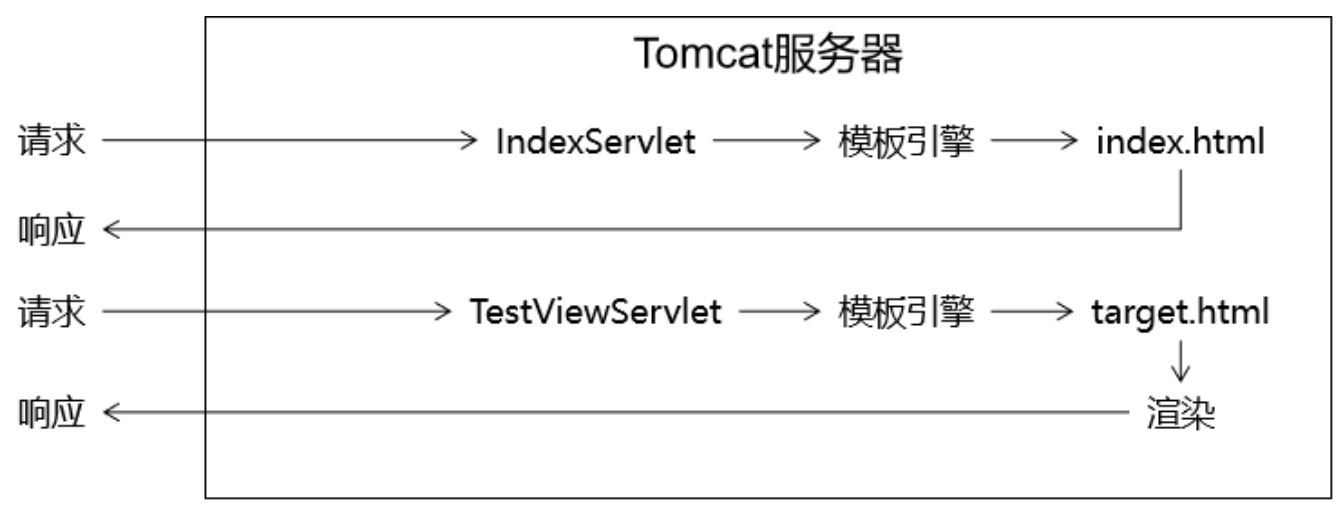 Tomcat服务器
请求 IndexServlet 模板引擎 index.html
响应
请求 TestViewServlet 模板引擎 target.html
响应 渲染